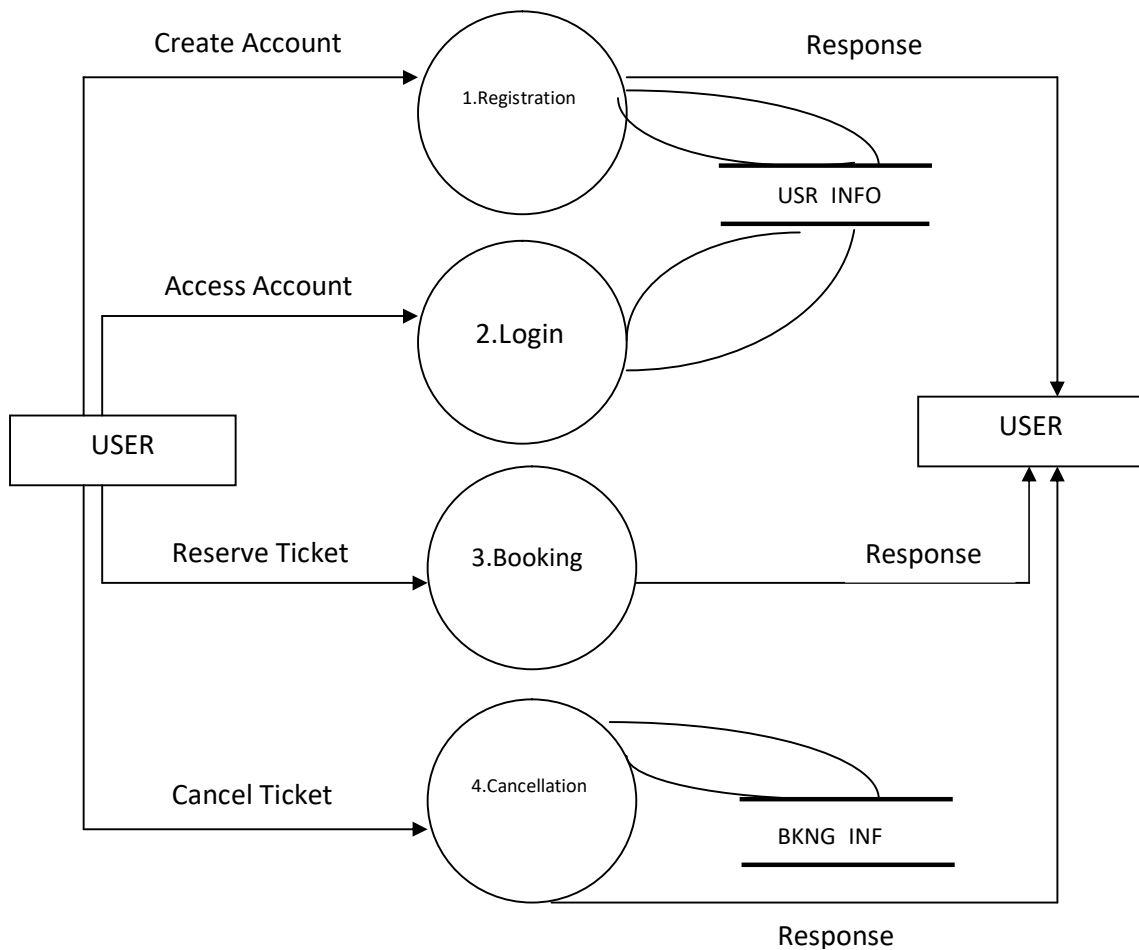 Create Account
Response
1.Registration
USR INFO
Access Account
2.Login
USER
USER
Reserve Ticket
3.Booking
Response
Cancel Ticket
4.Cancellation
BKNG INF
Response